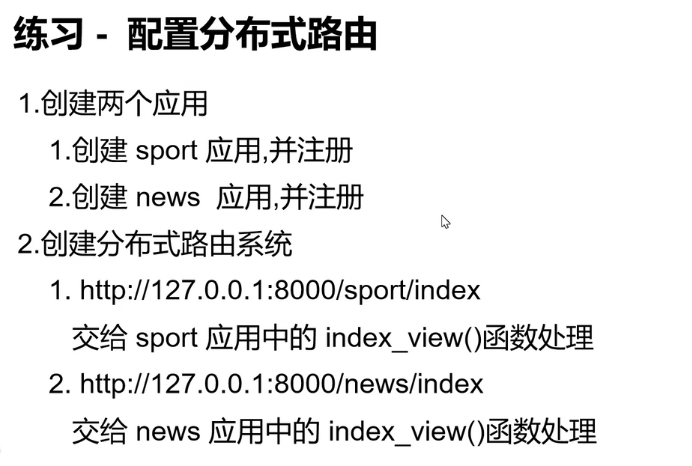 练习 - 配置分布式路由
1.创建两个应用
1.创建 sport 应用,并注册
2.创建 news 应用,并注册
2.创建分布式路由系统
1. http://127.0.0.1:8000/sport/index
交给 sport 应用中的 index_view()函数处理
2. http://127.0.0.1:8000/news/index
交给 news 应用中的 index_view()函数处理